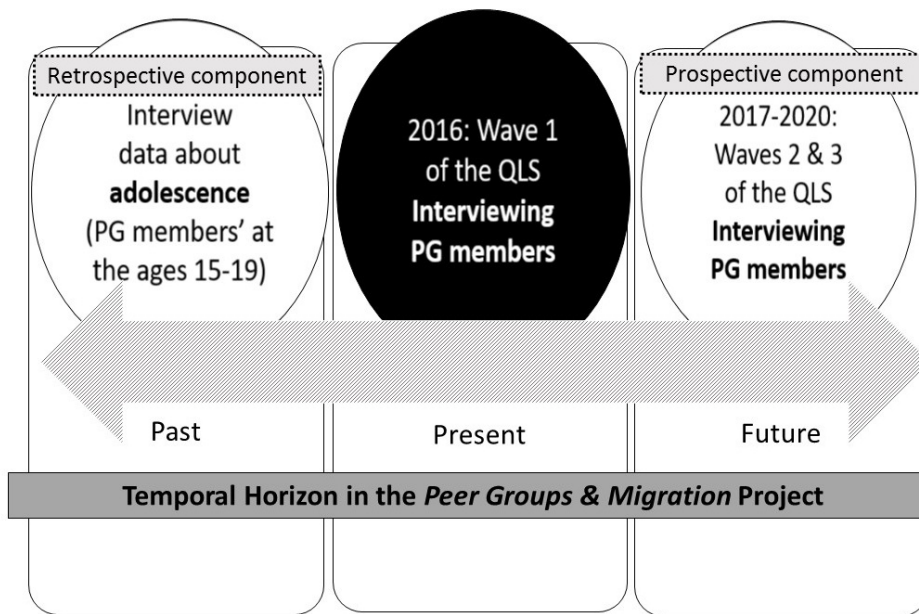 Retrospective component
Interview
data about
adolescence
(PG members' at
the ages 15-19)
2016: Wave 1
of the QLS
Interviewing
PG members
Prospective component
2017-2020:
Waves 2 & 3
of the QLS
Interviewing
PG members
Past
Present
Future
Temporal Horizon in the Peer Groups & Migration Project